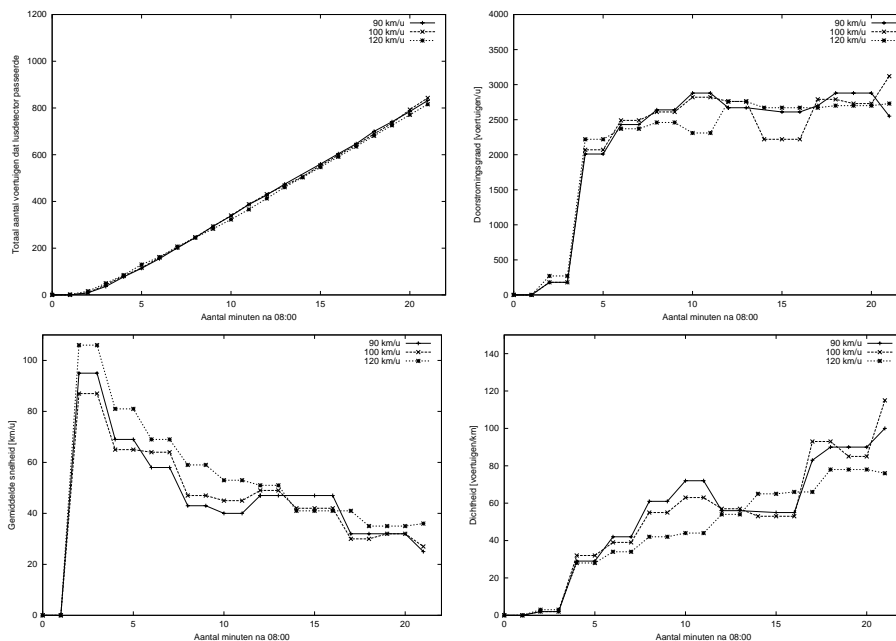 Totaal aantal voertuigen dat lusdetector passeerde
1200
1000
800
600
400
200
0
0 5 10 15 20
Aantal minuten na 08:00
90 km/u
100 km/u
120 km/u
Doorstromingsgraad [voertuigen/u]
4000
3500
3000
2500
2000
1500
1000
500
0
0 5 10 15 20
Aantal minuten na 08:00
90 km/u
100 km/u
120 km/u
Gemiddelde snelheid [km/u]
100
80
60
40
20
0
0 5 10 15 20
Aantal minuten na 08:00
90 km/u
100 km/u
120 km/u
Dichtheid [voertuigen/km]
140
120
100
80
60
40
20
0
0 5 10 15 20
Aantal minuten na 08:00
90 km/u
100 km/u
120 km/u